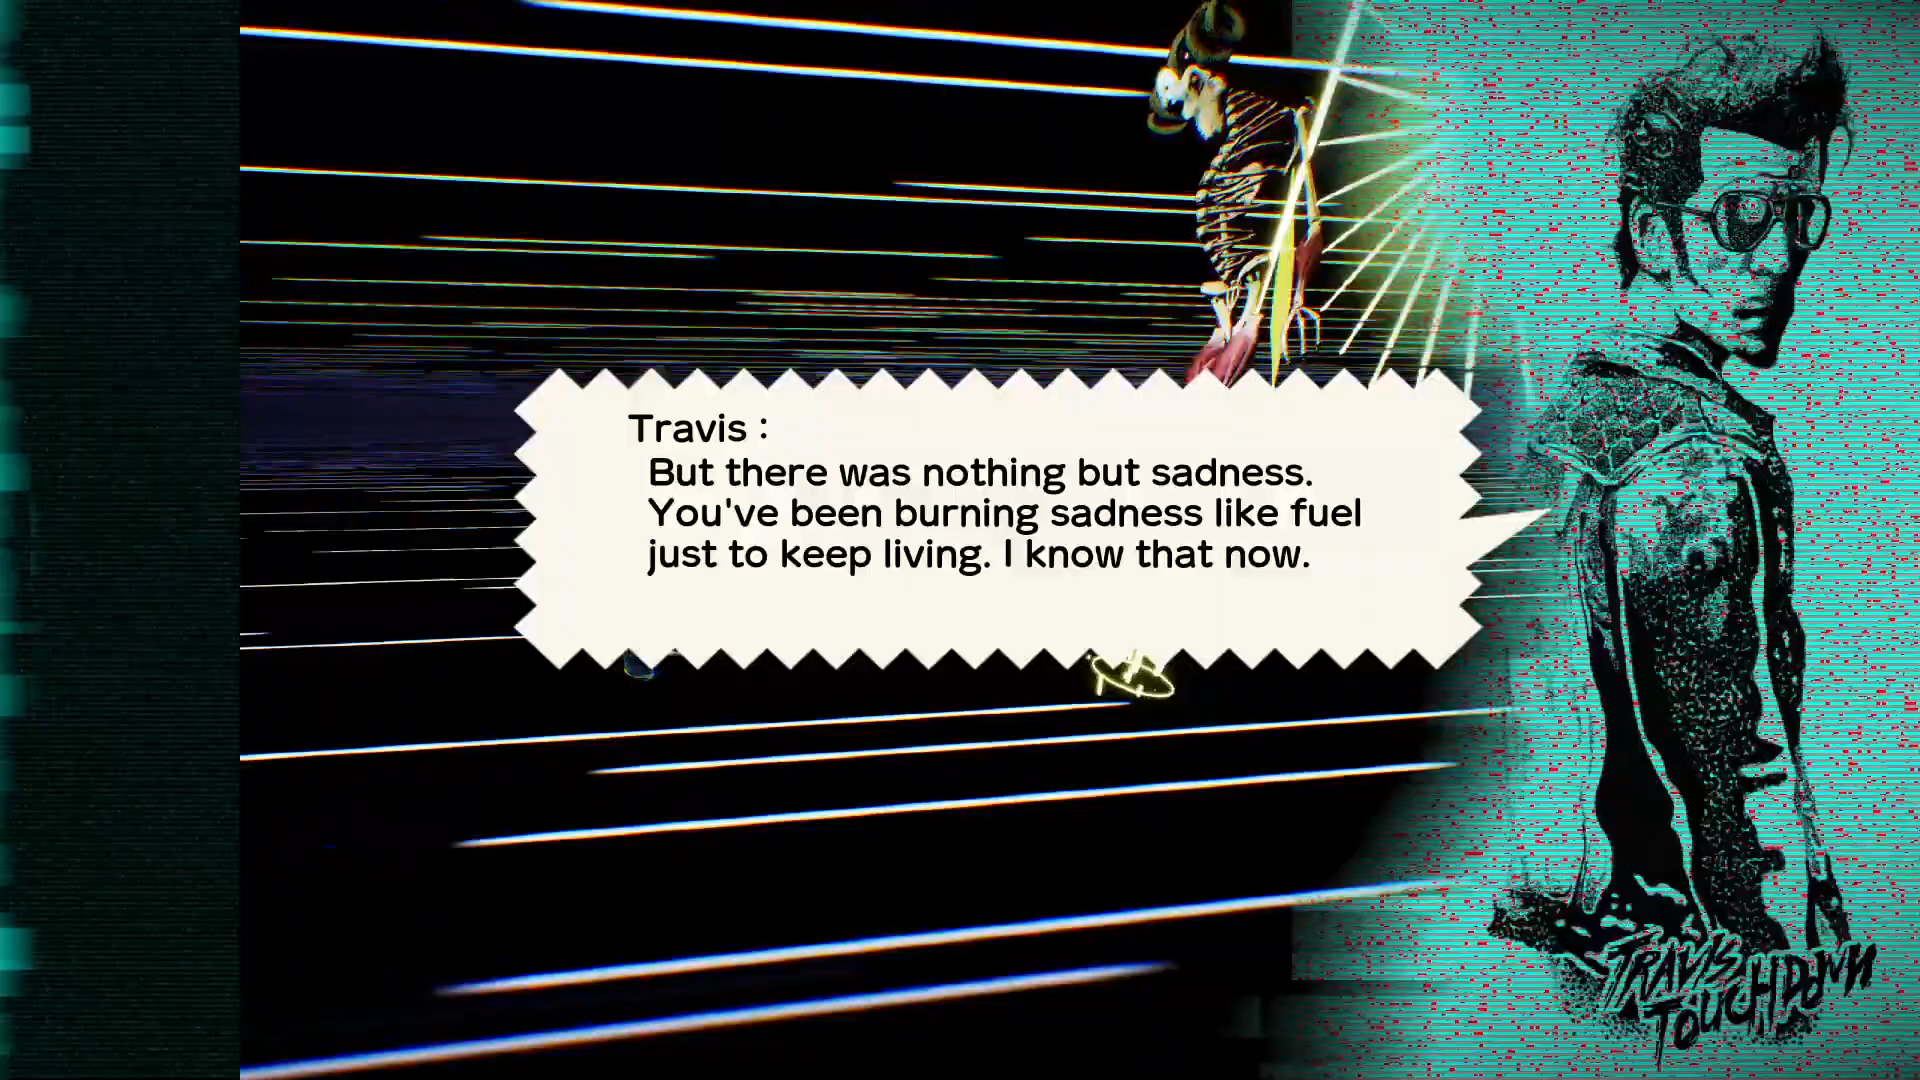 Travis :
But there was nothing but sadness.
You've been burning sadness like fuel
just to keep living. I know that now.
TRAVIS
TOUCHDOWN